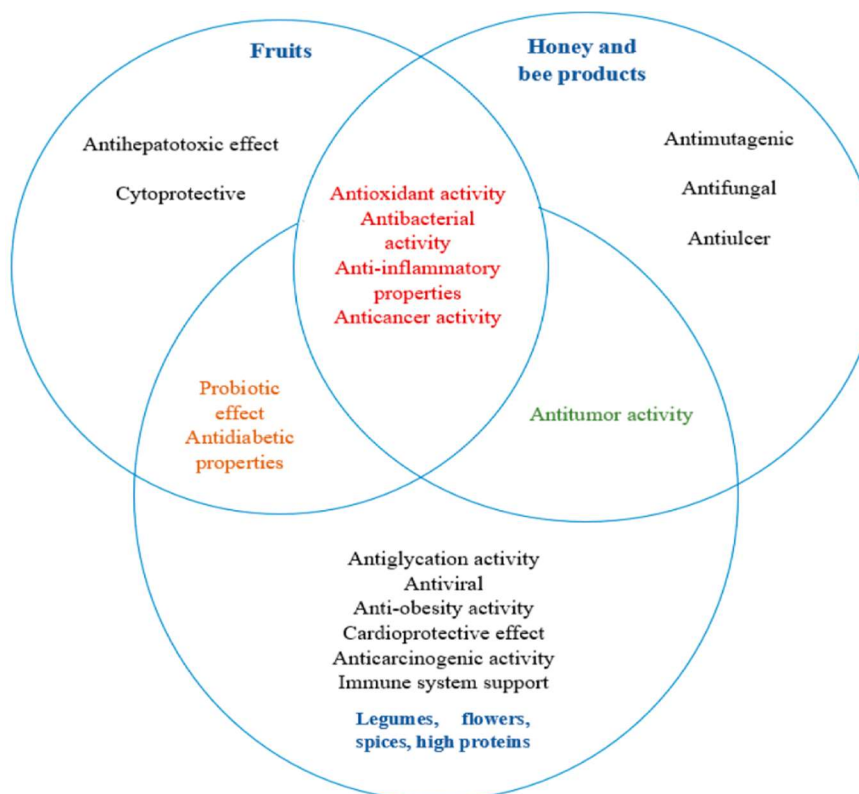 Fruits
Honey and
bee products
Antihepatotoxic effect
Cytoprotective
Antioxidant activity
Antibacterial
activity
Anti-inflammatory
properties
Anticancer activity
Antimutagenic
Antifungal
Antiulcer
Probiotic
effect
Antidiabetic
properties
Antitumor activity
Antiglycation activity
Antiviral
Anti-obesity activity
Cardioprotective effect
Anticarcinogenic activity
Immune system support
Legumes, flowers,
spices, high proteins